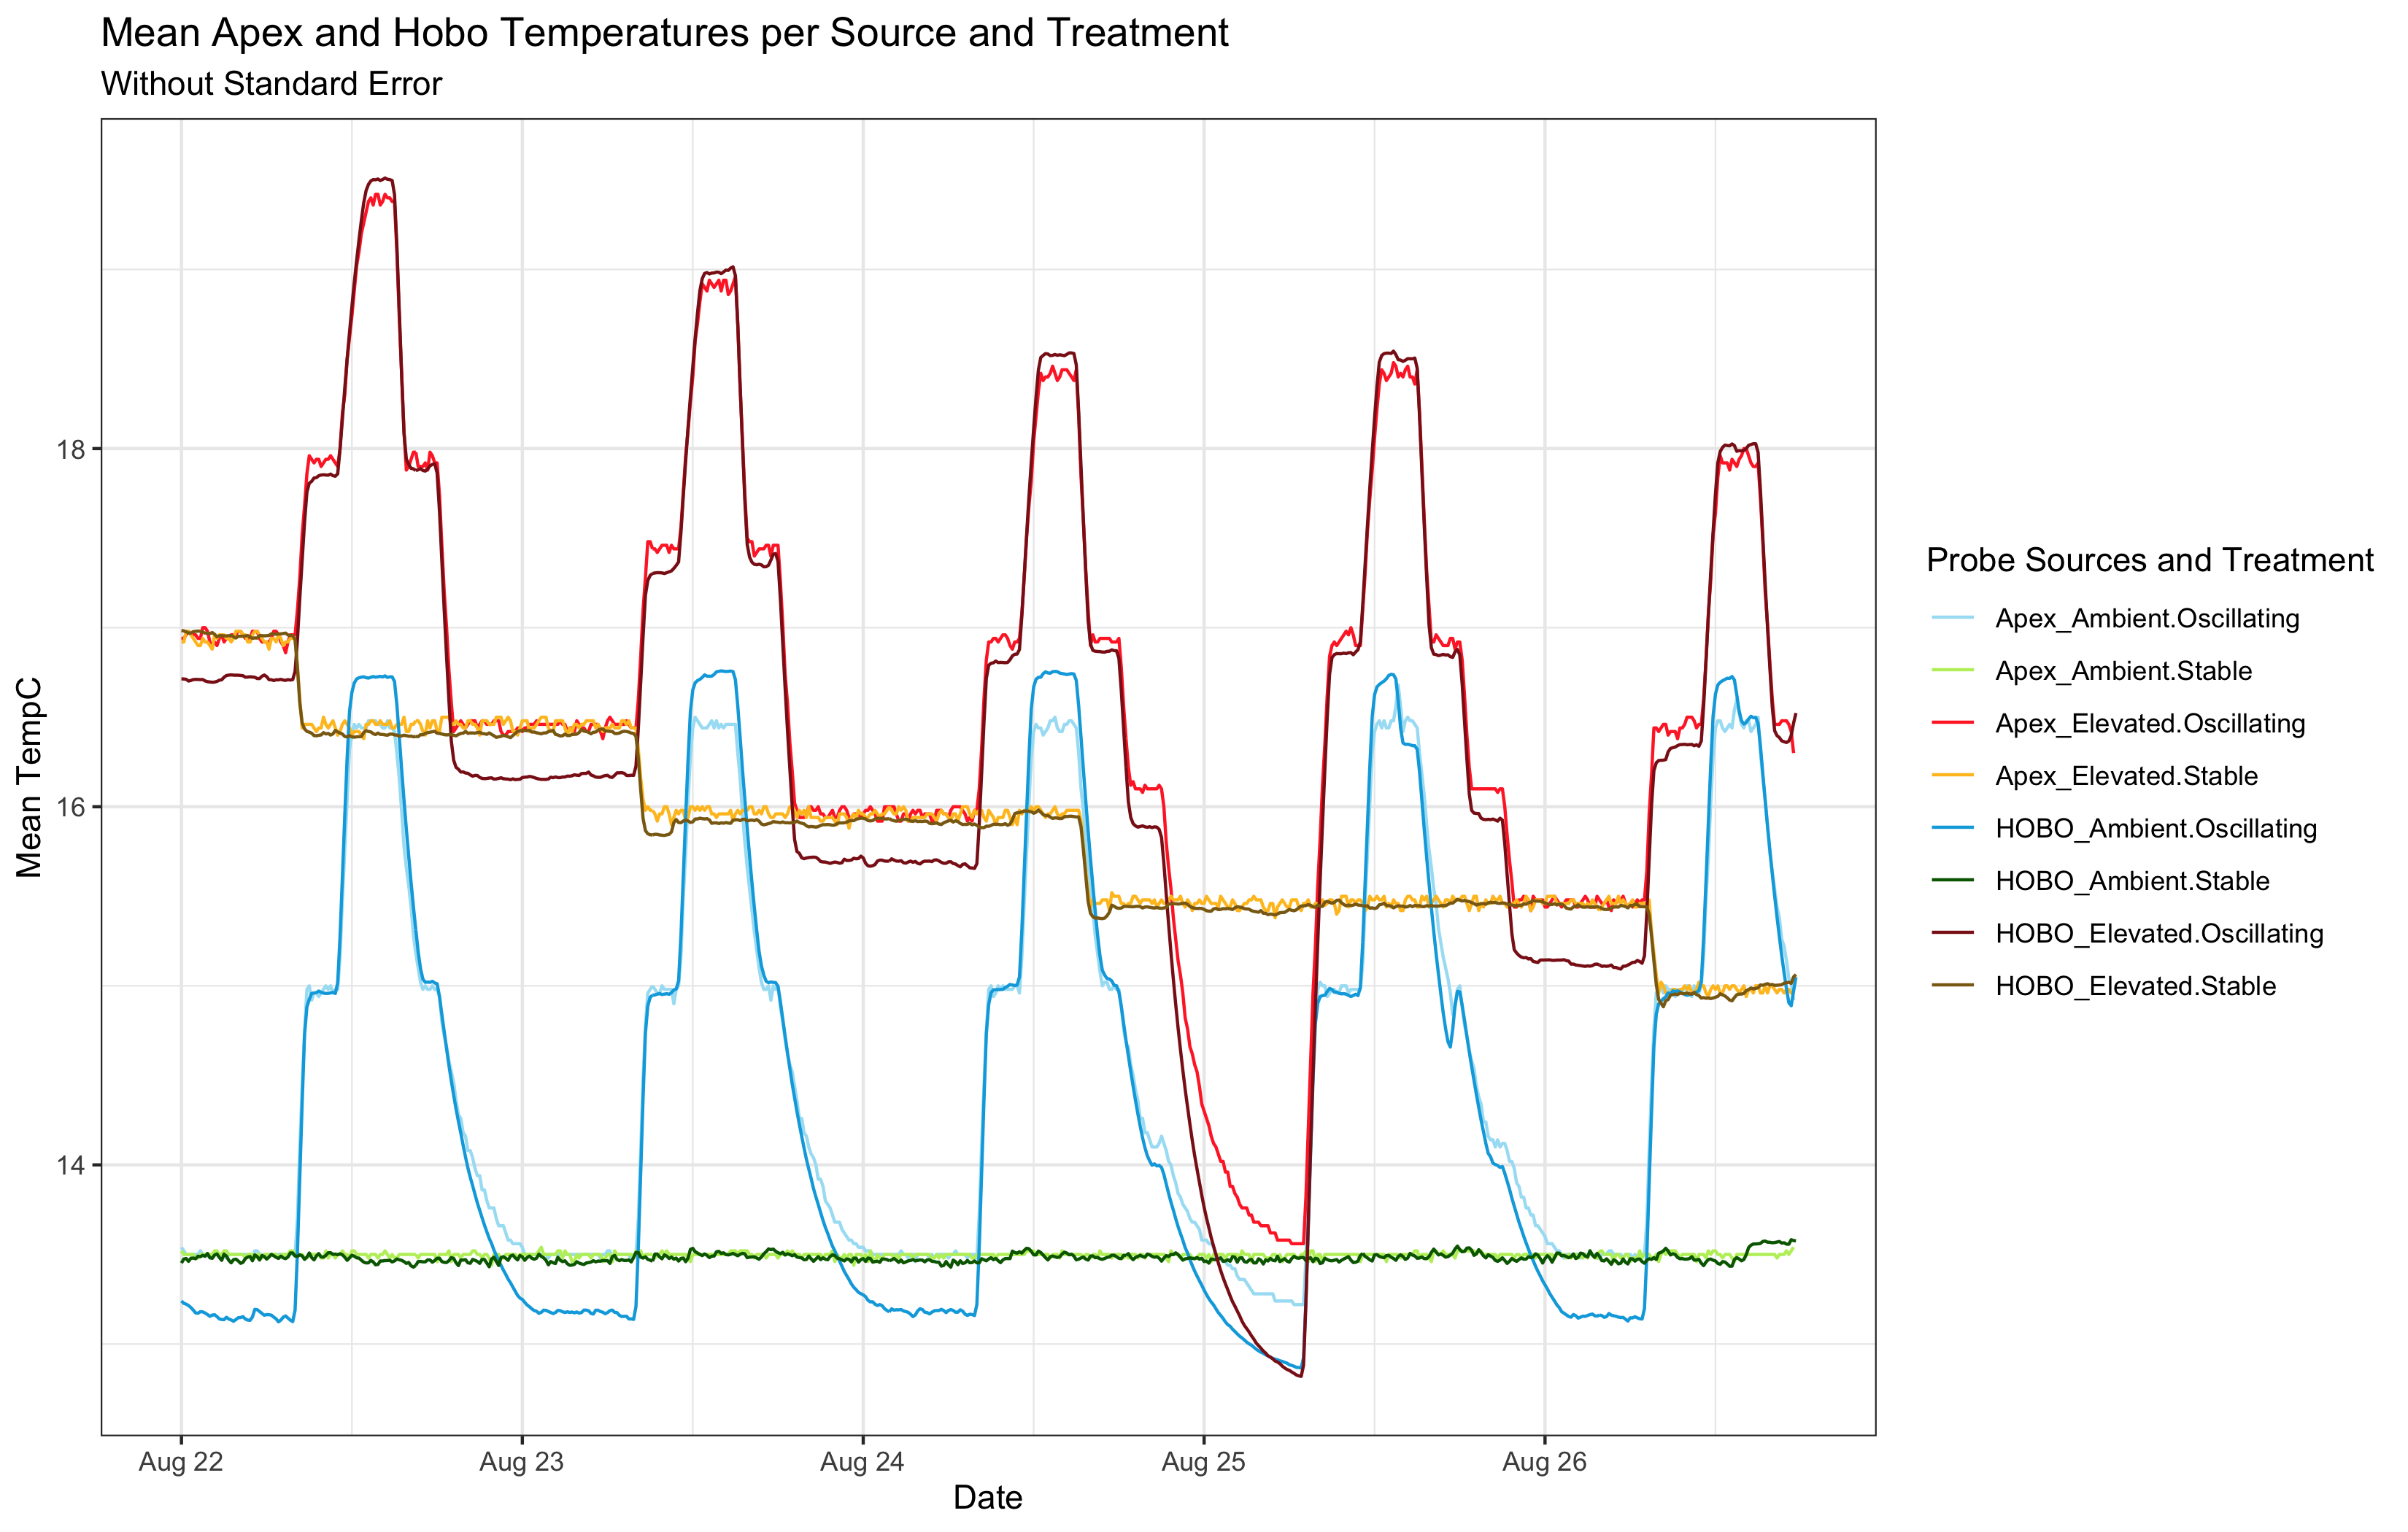 Mean Apex and Hobo Temperatures per Source and Treatment
Without Standard Error
Mean TempC
18
16
14
Aug 22
Aug 23
Aug 24
Aug 25
Aug 26
Date
Probe Sources and Treatment
Apex_Ambient.Oscillating
Apex_Ambient.Stable
Apex_Elevated.Oscillating
Apex_Elevated.Stable
HOBO_Ambient.Oscillating
HOBO_Ambient.Stable
HOBO_Elevated.Oscillating
HOBO_Elevated.Stable